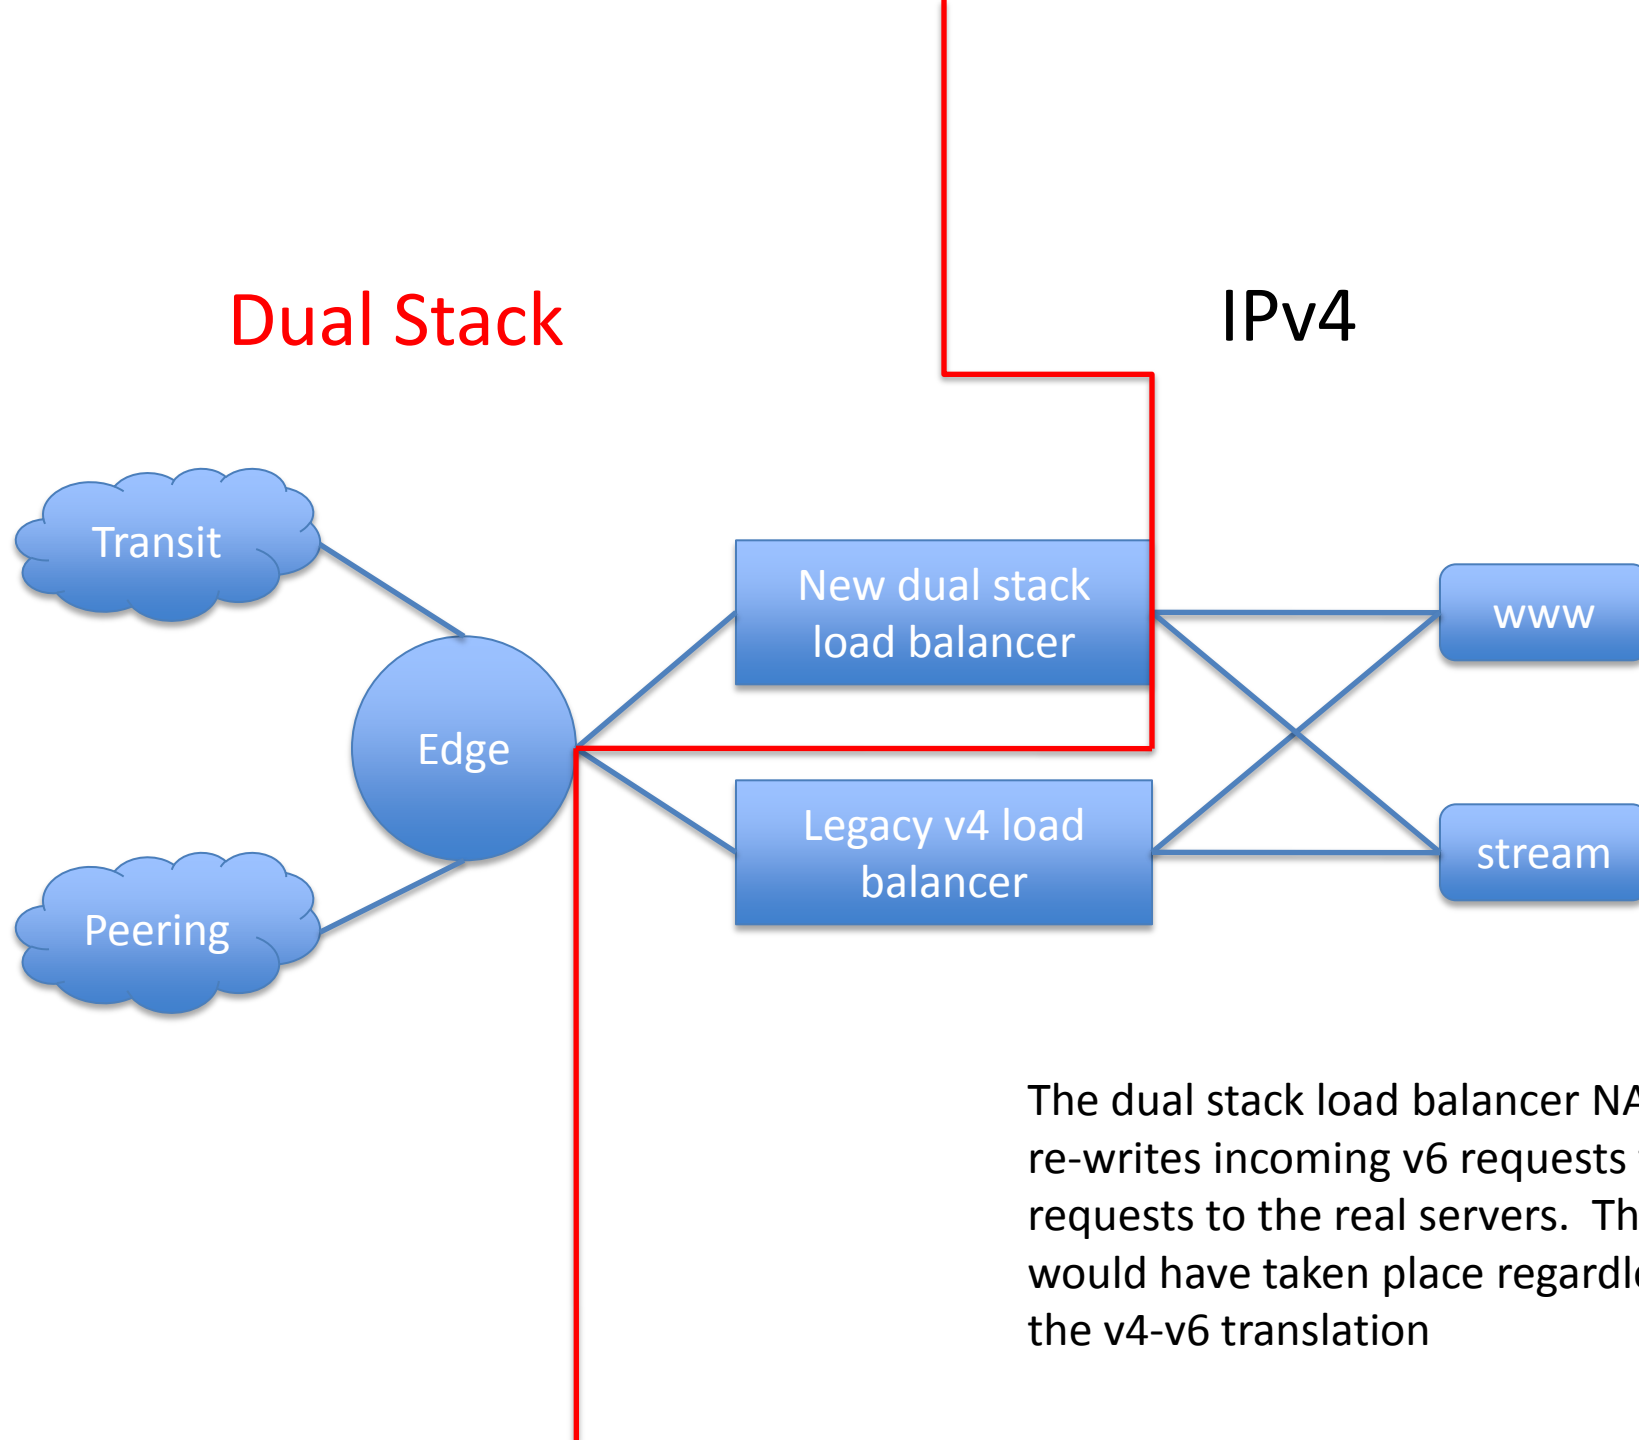 Dual Stack
IPv4
Transit
New dual stack
load balancer
www
Edge
Legacy v4 load
balancer
stream
Peering
The dual stack load balancer
re-writes incoming v6 requests
requests to the real servers.
would have taken place
the v4-v6 translation